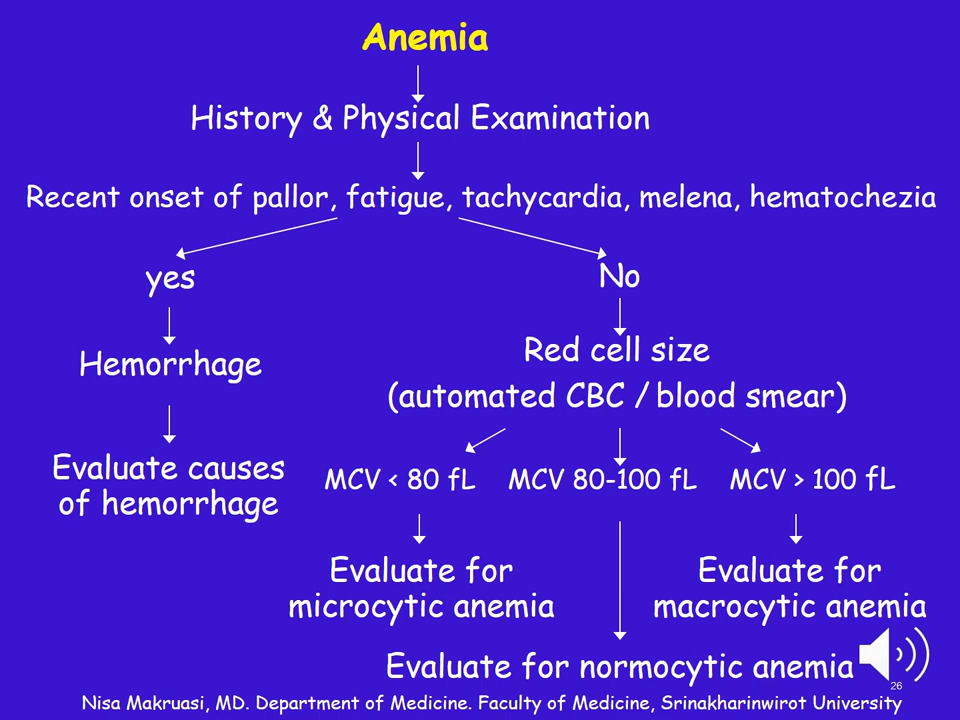 Anemia
History & Physical Examination
Recent onset of pallor, fatigue, tachycardia, melena, hematochezia
yes
No
Hemorrhage
Red cell size
(automated CBC / blood smear)
Evaluate causes
of hemorrhage
MCV < 80 fL
MCV 80-100 fL
MCV > 100 fL
Evaluate for
microcytic anemia
Evaluate for
macrocytic anemia
Evaluate for normocytic anemia
26
Nisa Makruasi, MD. Department of Medicine. Faculty of Medicine, Srinakharinwirot University